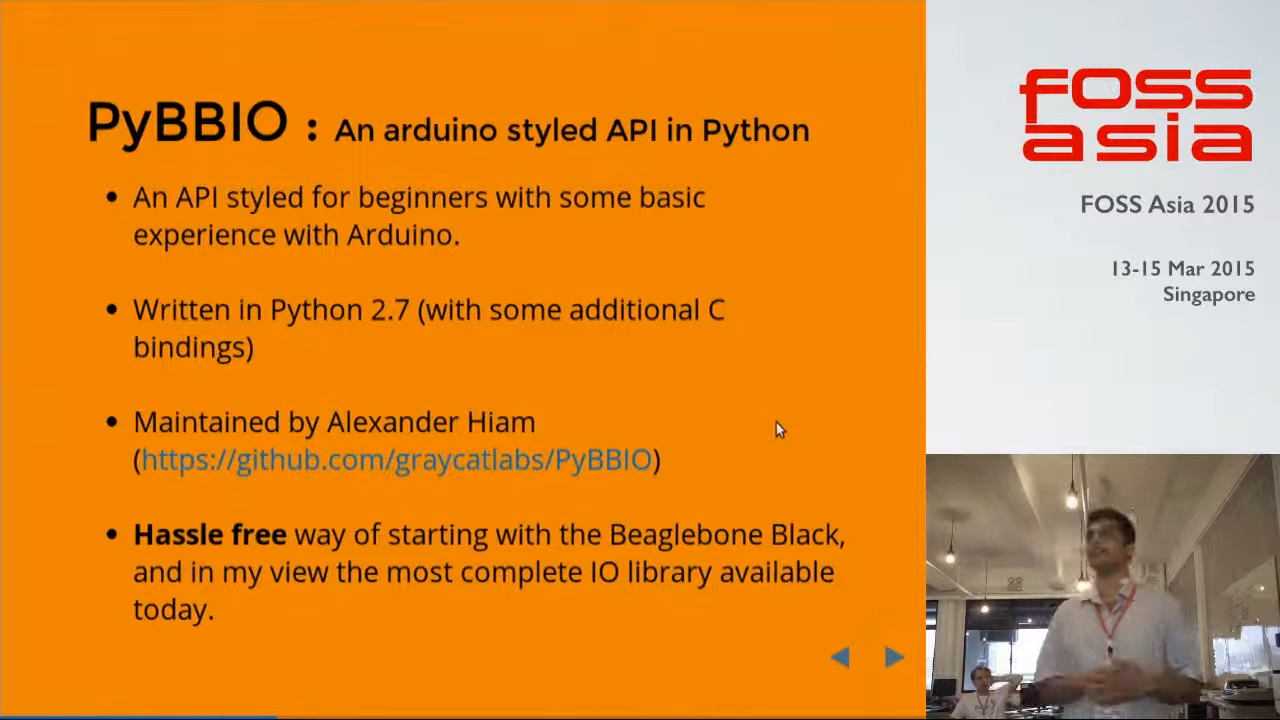 PyBBIO : An arduino styled API in Python
• An API styled for beginners with some basic
experience with Arduino.
• Written in Python 2.7 (with some additional C
bindings)
• Maintained by Alexander Hiam
(https://github.com/graycatlabs/PyBBIO)
• Hassle free way of starting with the Beaglebone Black,
and in my view the most complete IO library available
today.
foss
asia
FOSS Asia 2015
13-15 Mar 2015
Singapore